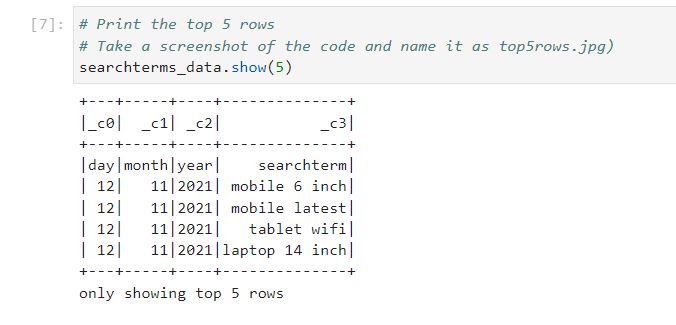 [7]: # Print the top 5 rows
# Take a screenshot of the code and name it as top5rows.jpg)
searchterms_data.show(5)
+---+-----+----+--------------+
|_c0|  _c1| _c2|           _c3|
+---+-----+----+--------------+
|day|month|year|    searchterm|
| 12|   11|2021| mobile 6 inch|
| 12|   11|2021| mobile latest|
| 12|   11|2021|   tablet wifi|
| 12|   11|2021|laptop 14 inch|
+---+-----+----+--------------+
only showing top 5 rows